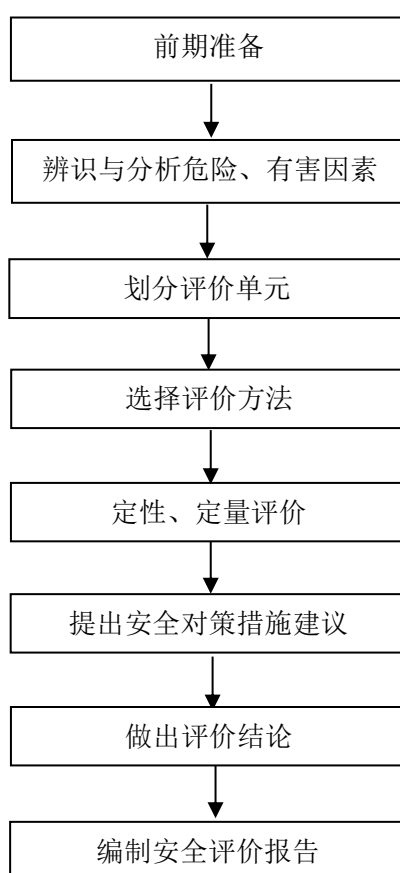 前期准备
辨识与分析危险、有害因素
划分评价单元
选择评价方法
定性、定量评价
提出安全对策措施建议
做出评价结论
编制安全评价报告